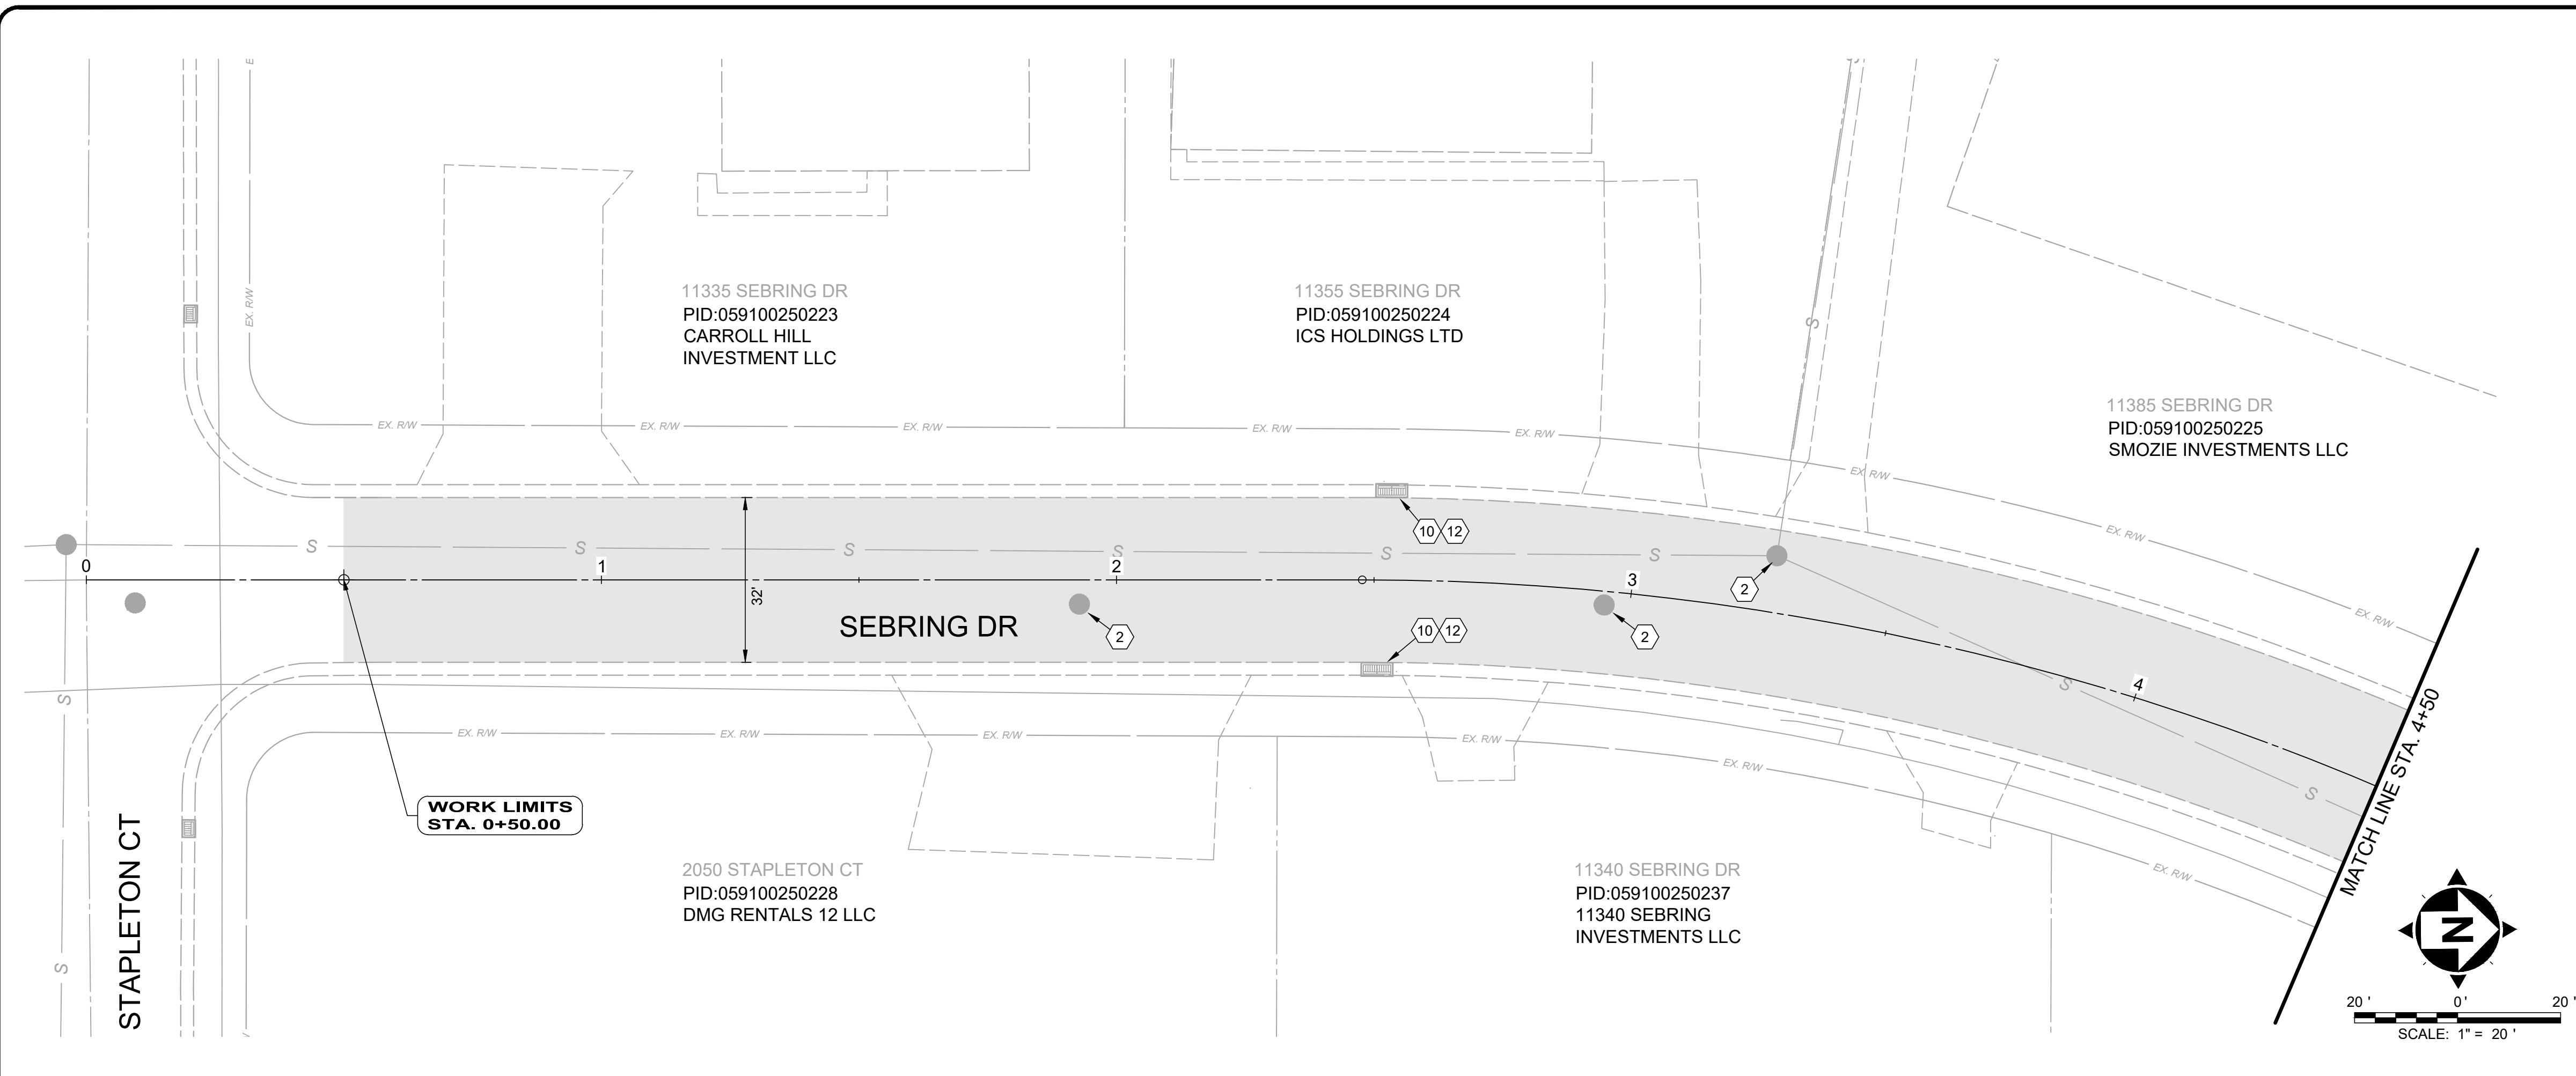 11335 SEBRING DR
PID:059100250223
CARROLL HILL
INVESTMENT LLC
11355 SEBRING DR
PID:059100250224
ICS HOLDINGS LTD
11385 SEBRING DR
PID:059100250225
SMOZIE INVESTMENTS LLC
EX. R/W
EX. R/W
EX. R/W
EX. R/W
EX. R/W
EX. R/W
EX. R/W
EX. R/W
EX. R/W
S
10 12
S S S S S S
0 1 2 3 4
2
2
2
32'
SEBRING DR
10 12
S
S
S
S
EX. R/W
EX. R/W
EX. R/W
EX. R/W
EX. R/W
EX. R/W
WORK LIMITS
STA. 0+50.00
STAPLETON CT
2050 STAPLETON CT
PID:059100250228
DMG RENTALS 12 LLC
11340 SEBRING DR
PID:059100250237
11340 SEBRING
INVESTMENTS LLC
MATCH LINE STA. 4+50
N
20 ' 0' 20 '
SCALE: 1" = 20 '